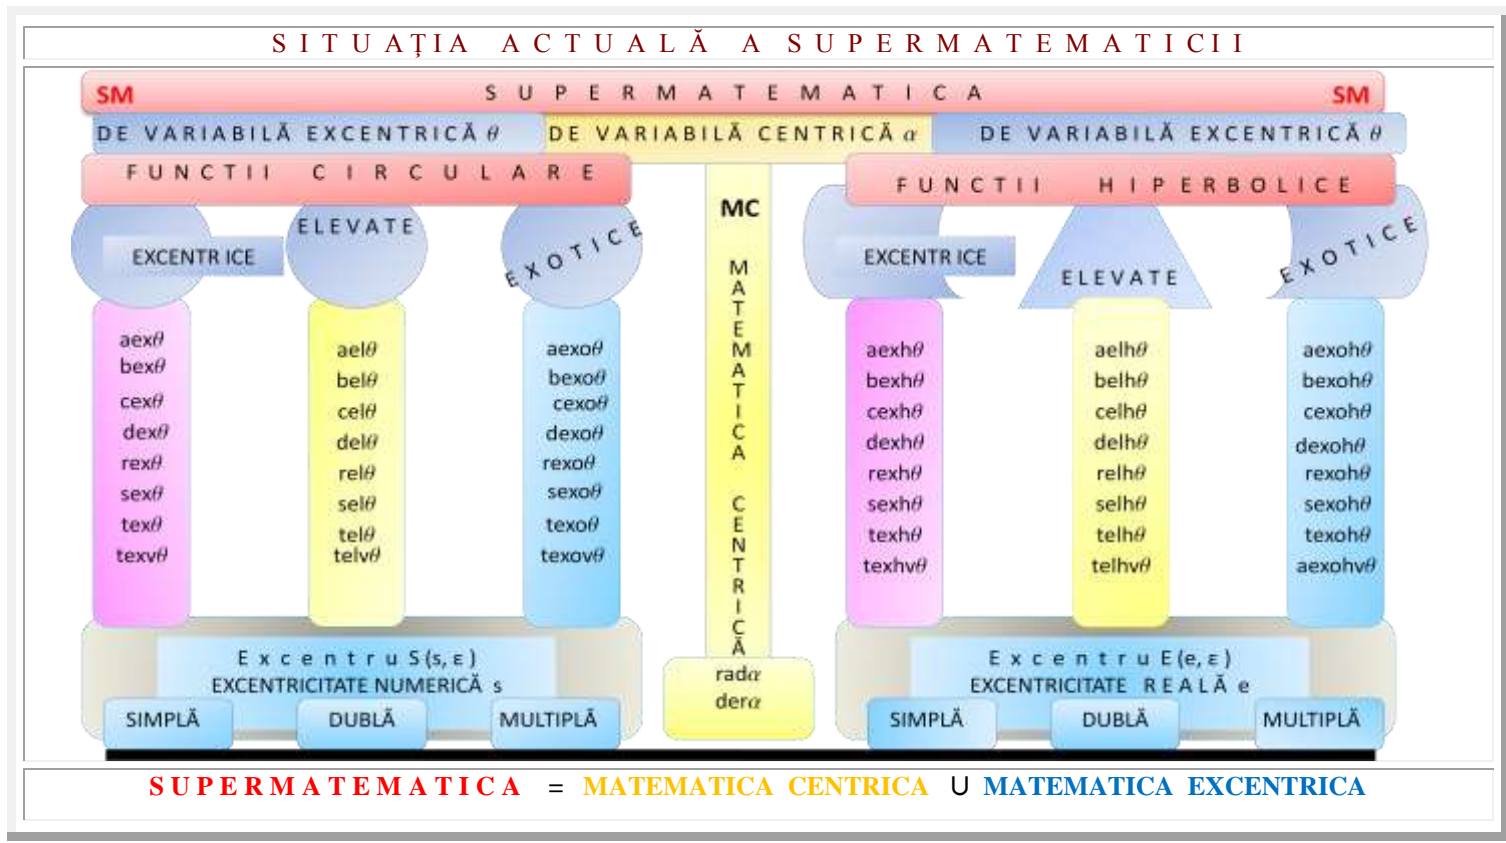 SITUAȚIA ACTUALĂ A SUPERMATEMATICII
SM SUPERMATEMATICA SM
DE VARIABILĂ EXCENTRICĂ θ DE VARIABILĂ CENTRICĂ α DE VARIABILĂ EXCENTRICĂ θ
FUNCTII CIRCULARE
EXCENTR ICE
ELEVATE
EXOTICE
aexθ
bexθ
cexθ
dexθ
rexθ
sexθ
texθ
texvθ
aelθ
belθ
celθ
delθ
relθ
selθ
telθ
telvθ
aexoθ
bexoθ
cexoθ
dexoθ
rexoθ
sexoθ
texoθ
texovθ
Excentru S (s, ε )
EXCENTRICITATE NUMERICĂ s
SIMPLĂ
DUBLĂ
MULTIPLĂ
MC
MATEMATICA CENTRICĂ
radα
derα
FUNCTII HIPERBOLICE
EXCENTR ICE
ELEVATE
EXOTICE
aexhθ
bexhθ
cexhθ
dexhθ
rexhθ
sexhθ
texhθ
texhvθ
aelhθ
belhθ
celhθ
delhθ
relhθ
selhθ
telhθ
telhvθ
aexohθ
bexohθ
cexohθ
dexohθ
rexohθ
sexohθ
texohθ
aexohvθ
Excentru E (e, ε )
EXCENTRICITATE REALĂ e
SIMPLĂ
DUBLĂ
MULTIPLĂ
SUPERMATEMATICA = MATEMATICA CENTRICA ∪ MATEMATICA EXCENTRICA